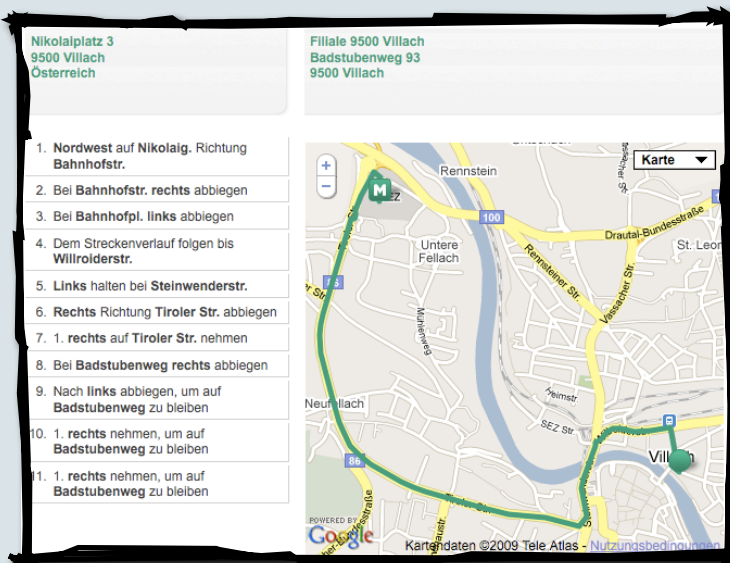 Nikolaiplatz 3
9500 Villach
Österreich
Filiale 9500 Villach
Badstubenweg 93
9500 Villach
1. Nordwest auf Nikolaig. Richtung
Bahnhofstr.
2. Bei Bahnhofstr. rechts abbiegen
3. Bei Bahnhofpl. links abbiegen
4. Dem Streckenverlauf folgen bis
Willroiderstr.
5. Links halten bei Steinwenderstr.
6. Rechts Richtung Tiroler Str. abbiegen
7. 1. rechts auf Tiroler Str. nehmen
8. Bei Badstubenweg rechts abbiegen
9. Nach links abbiegen, um auf
Badstubenweg zu bleiben
10. 1. rechts nehmen, um auf
Badstubenweg zu bleiben
11. 1. rechts nehmen, um auf
Badstubenweg zu bleiben
+
−
Karte
Rennstein
M
100
Drautal-Bundesstraße
St. Leor
Untere
Fellach
Rennsteiner Str.
Vassacher Str.
Mühlenweg
Heimstr
Neufellach
SEZ Str
Villach
86
Tiroler Str.
POWERED BY
Google
Kartendaten ©2009 Tele Atlas - Nutzungsbedingungen